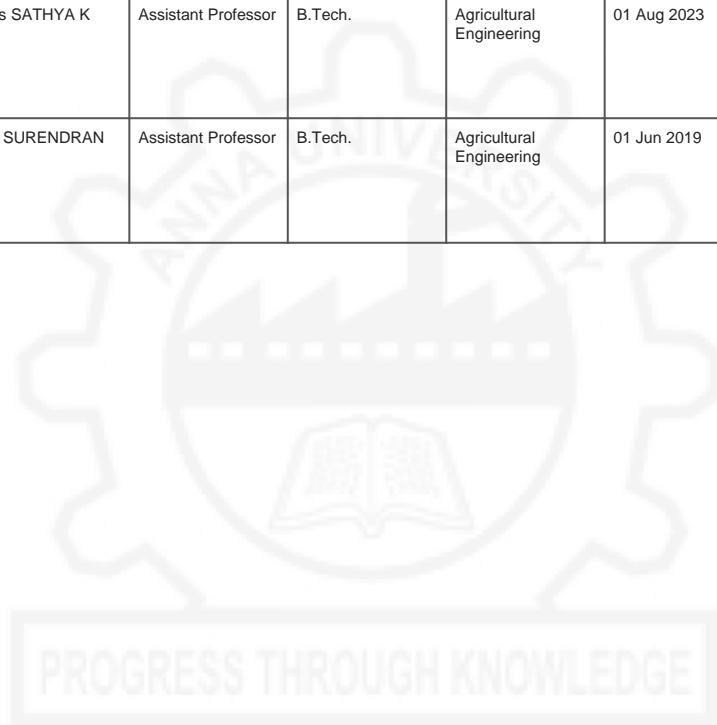 s SATHYA K Assistant Professor B.Tech. Agricultural 01 Aug 2023
Engineering
SURENDRAN Assistant Professor B.Tech. Agricultural 01 Jun 2019
Engineering
ANNA UNIVERSITY
PROGRESS THROUGH KNOWLEDGE